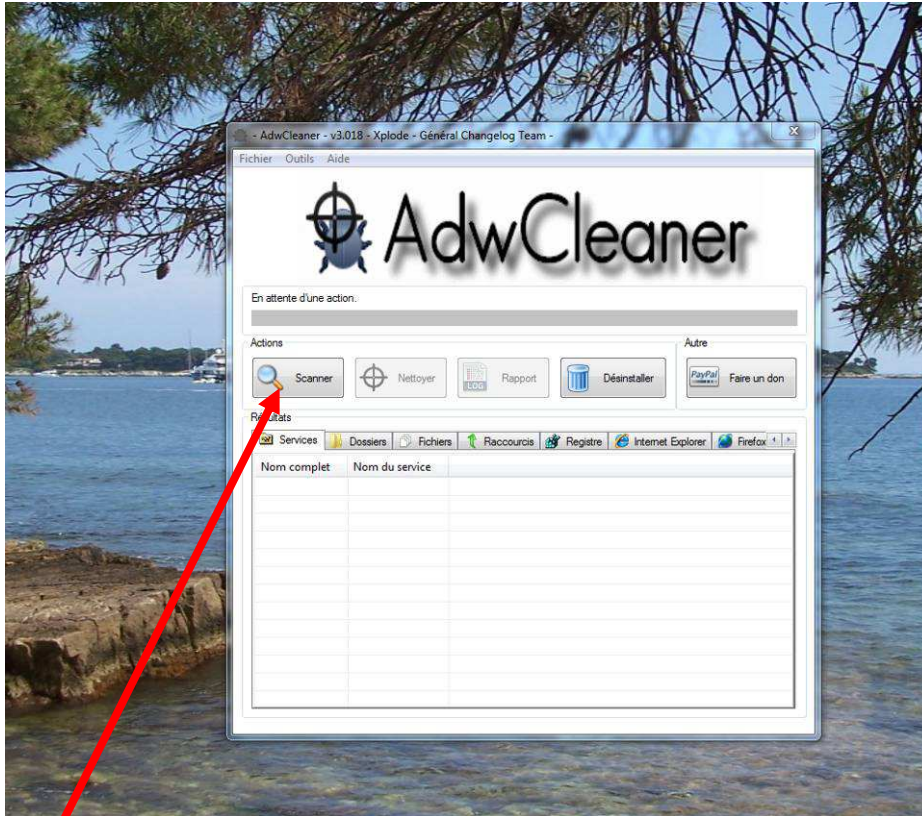 - AdwCleaner - v3.018 - Xplode - Général Changelog Team -
Fichier Outils Aide
AdwCleaner
En attente d'une action.
Actions
Autre
Scanner
Nettoyer
LOG
Rapport
Désinstaller
PayPal
Faire un don
Résultats
Services Dossiers Fichiers Raccourcis Registre Internet Explorer Firefox
Nom complet Nom du service